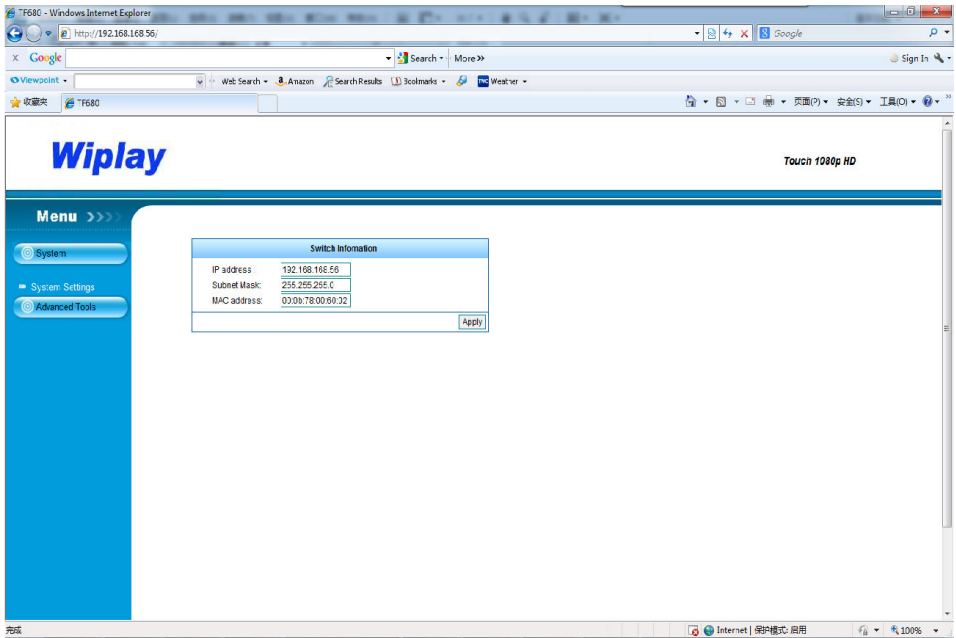 TF680 - Windows Internet Explorer
http://192.168.168.56/
Google
x Google Search More »
Sign In
Viewpoint Web Search Amazon Search Results Bookmarks Weather
收藏夹 TF680 页面(P) 安全(S) 工具(O) »
Wiplay
Touch 1080p HD
Menu >>>>
System
System Settings
Advanced Tools
Switch Infomation
IP address: 192.168.168.56
Subnet Mask: 255.255.255.0
MAC address: 00:0b:78:00:60:02
Apply
完成
Internet | 保护模式: 启用
100%